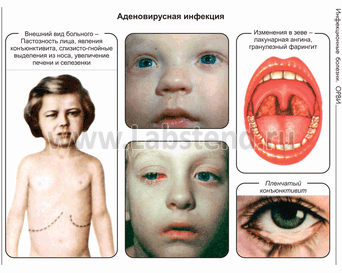 Аденовирусная инфекция
Внешний вид больного –
Пастозность лица, явления
конъюнктивита, слизисто-гнойные
выделения из носа, увеличение
печени и селезенки
Изменения в зеве –
лакунарная ангина,
гранулезный фарингит
Пленчатый
конъюнктивит
Инфекционные болезни. ОРВИ
www.Labstend.ru